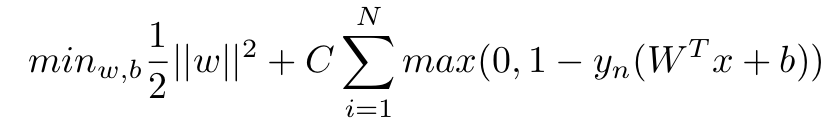 $min_{w,b} \frac{1}{2} ||w||^2 + C \sum_{i=1}^{N} max(0, 1 - y_n(W^T x + b))$